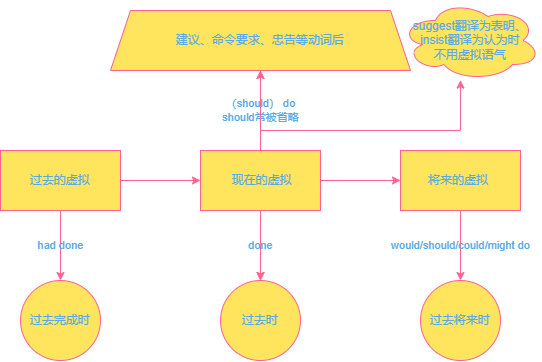 建议、命令要求、忠告等动词后
suggest翻译为表明、
insist翻译为认为时
不用虚拟语气
（should） do
should常被省略
过去的虚拟
现在的虚拟
将来的虚拟
had done
done
would/should/could/might do
过去完成时
过去时
过去将来时